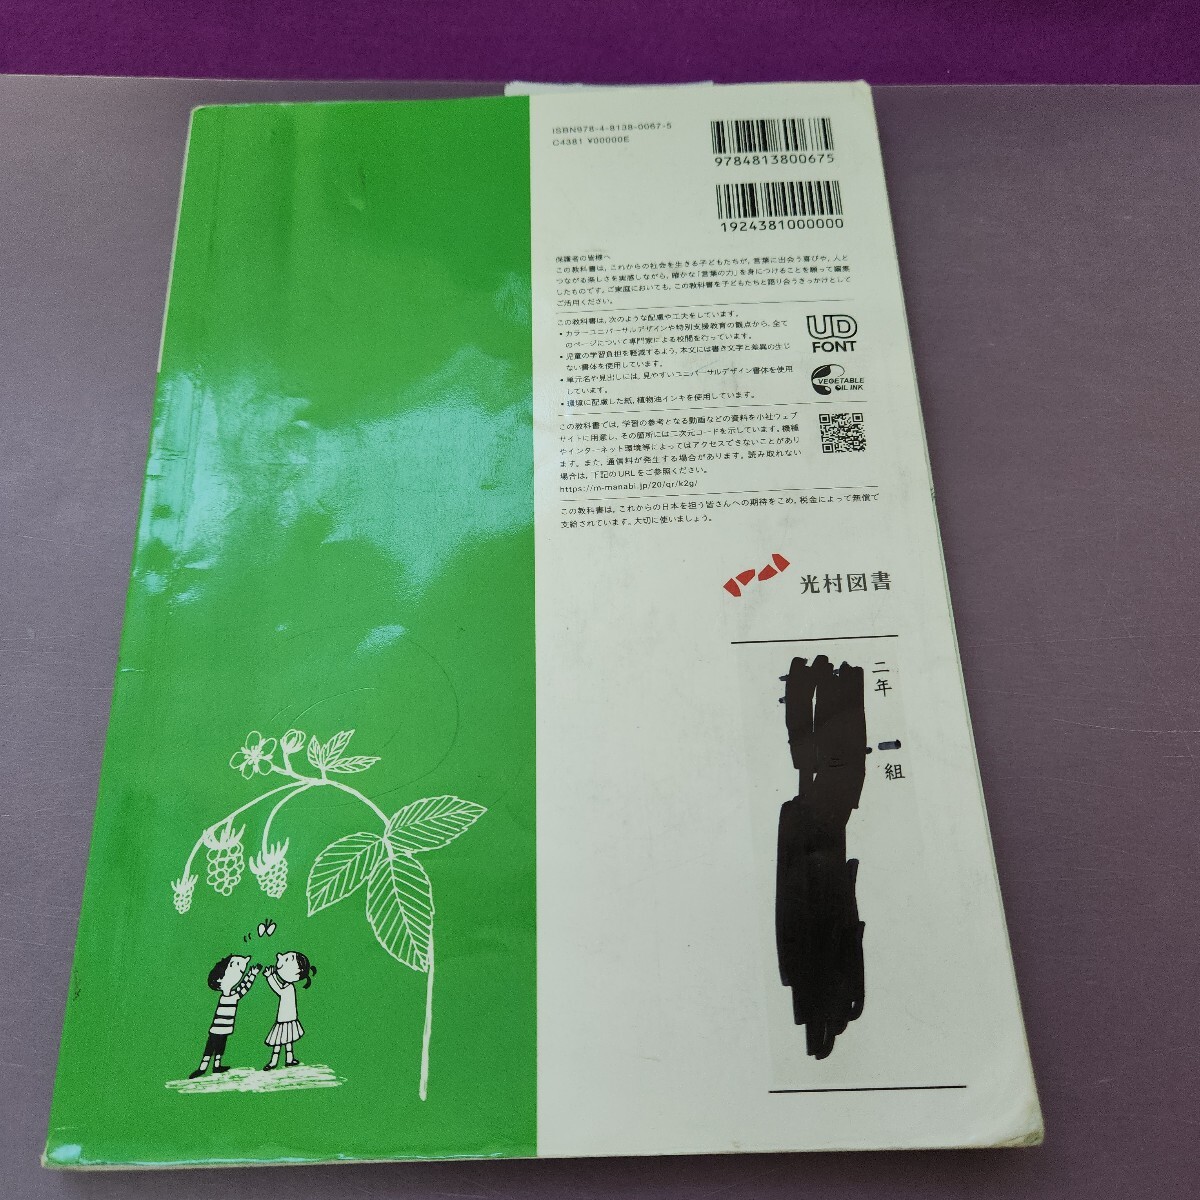 ISBN978-4-8138-0067-5
C4381 ¥00000E
9784813800675
1924381000000
保護者の皆様へ
この教科書は、これからの社会を生きる子どもたちが、言葉に出会う喜びや、人と
つながる楽しさを実感しながら、確かな「言葉の力」を身につけることを願って編集
したものです。ご家庭においても、この教科書を子どもたちと語り合うきっかけとして
ご活用ください。
この教科書は、次のような配慮や工夫をしています。
・カラーユニバーサルデザインや特別支援教育の観点から、全て
のページについて専門家による校閲を行っています。
・児童の学習負担を軽減するよう、本文には書き文字と差異の生じ
ない書体を使用しています。
・単元名や見出しには、見やすいユニバーサルデザイン書体を使用
しています。
・環境に配慮した紙、植物油インキを使用しています。
UD
FONT
VEGETABLE
OIL INK
この教科書では、学習の参考となる動画などの資料を小社ウェブ
サイトに用意し、その箇所には二次元コードを示しています。機種
やインターネット環境等によってはアクセスできないことがあり
ます。また、通信料が発生する場合があります。読み取れない
場合は、下記のURLをご参照ください。
https://m-manabi.jp/20/qr/k2g/
この教科書は、これからの日本を担う皆さんへの期待をこめ、税金によって無償で
支給されています。大切に使いましょう。
光村図書
二年 一組